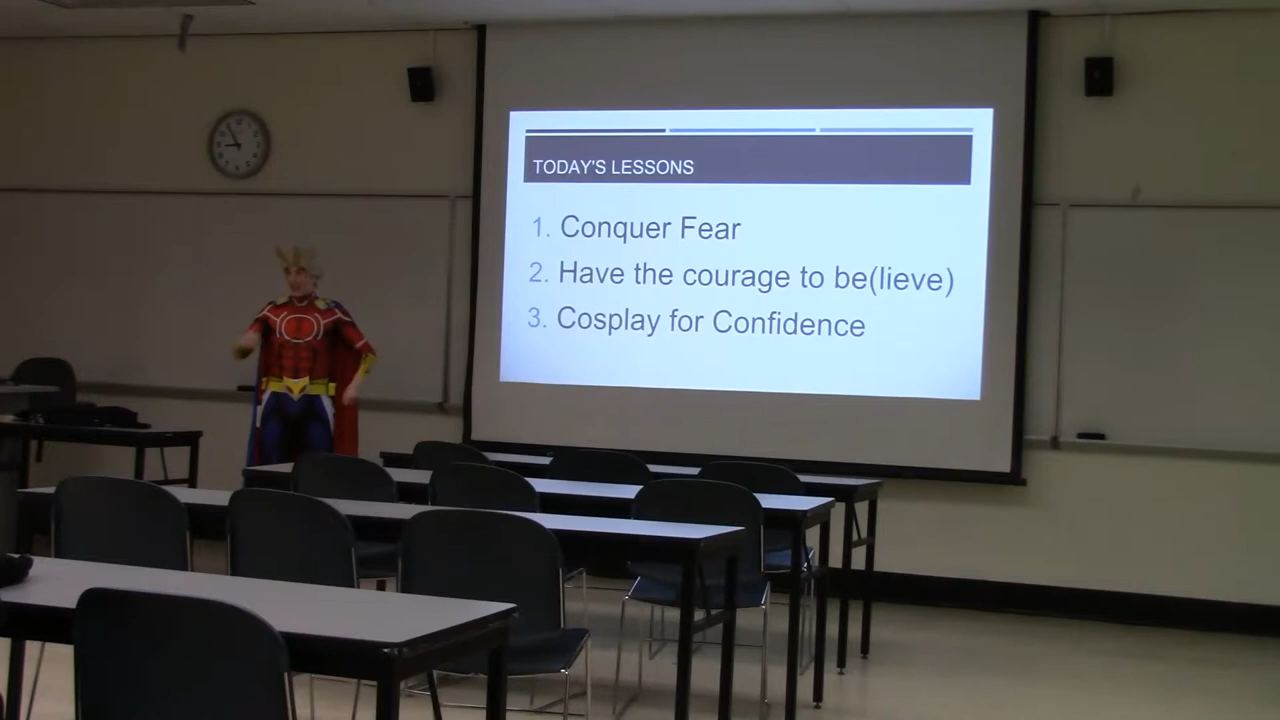 TODAY'S LESSONS
1. Conquer Fear
2. Have the courage to be(lieve)
3. Cosplay for Confidence